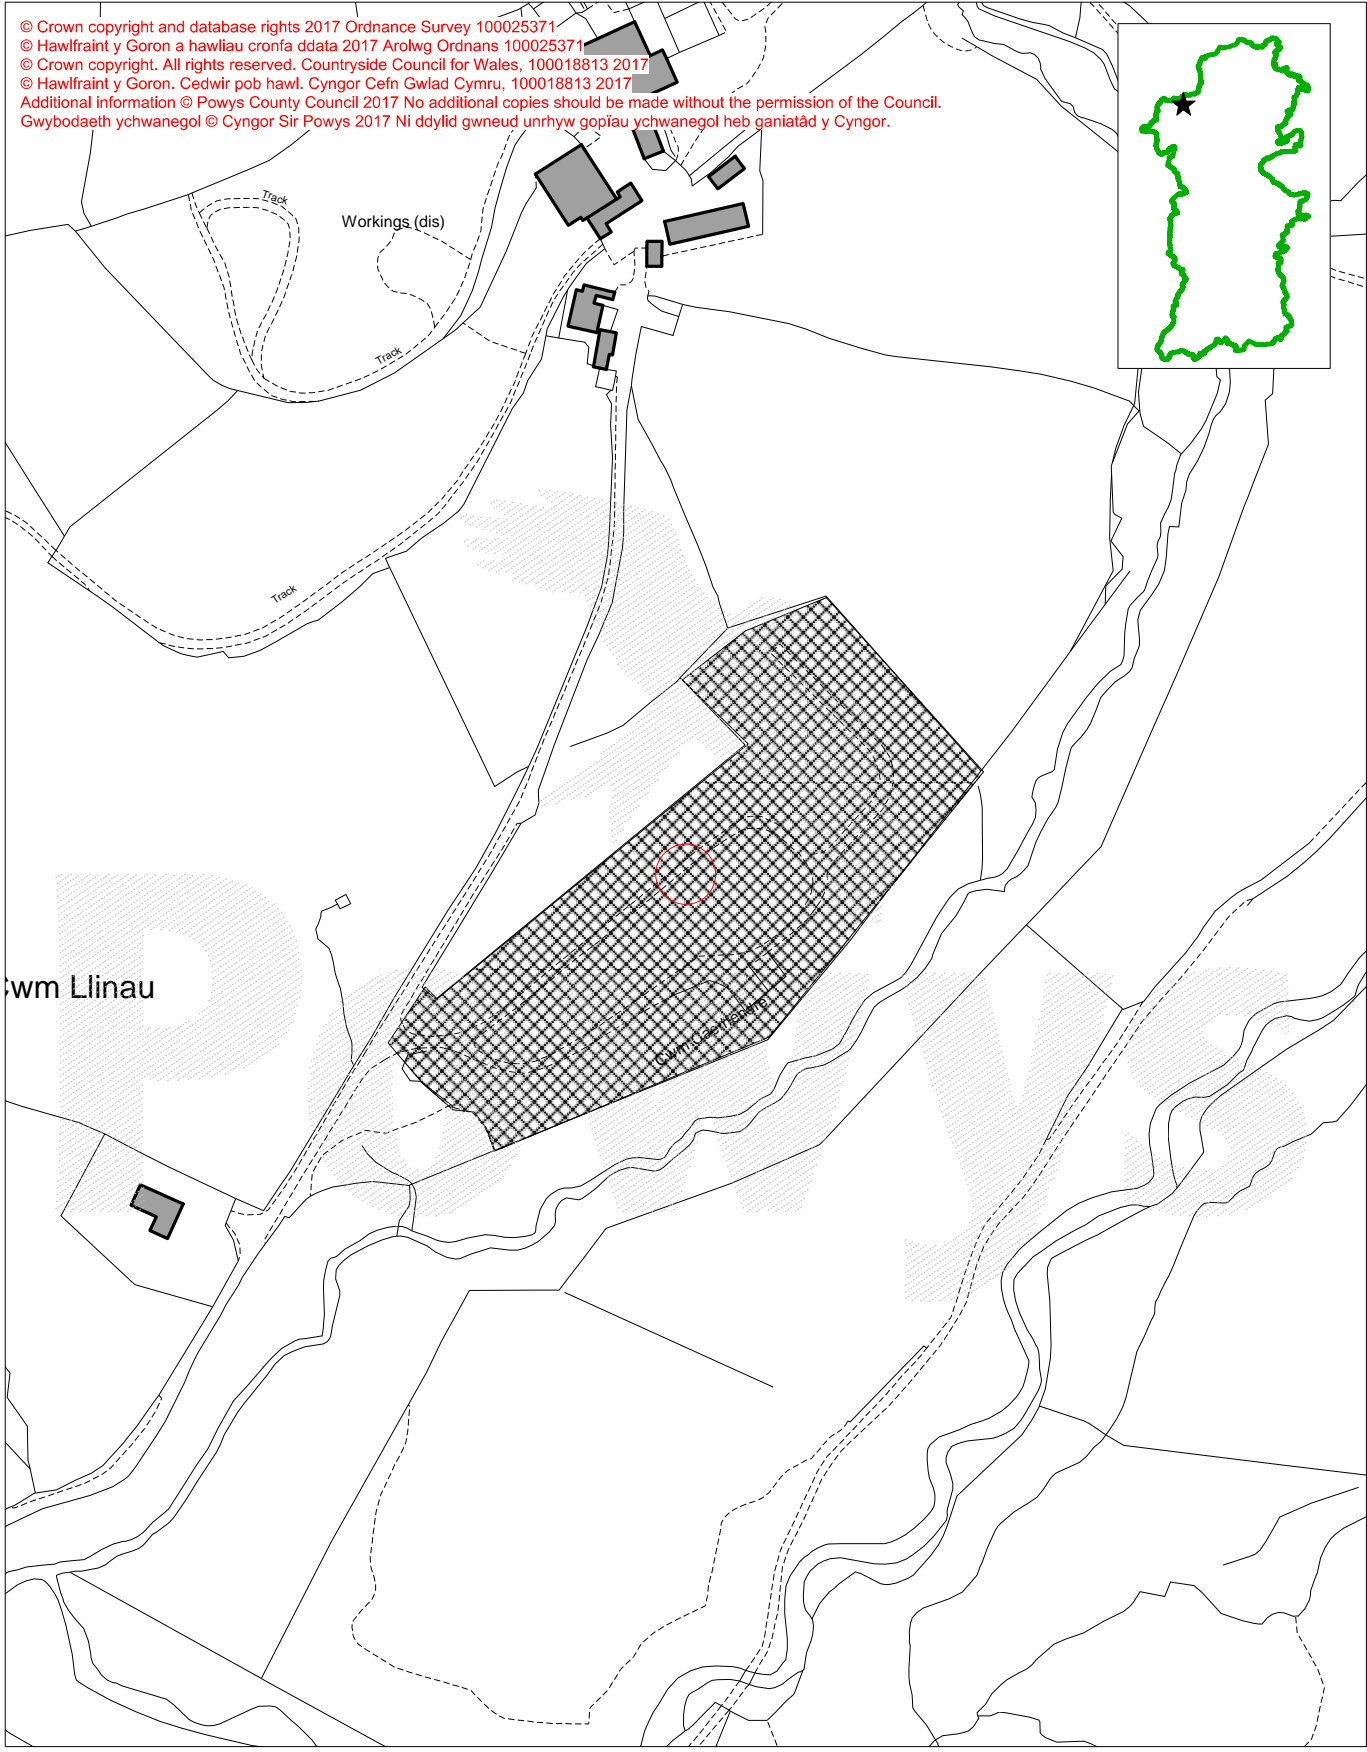 © Crown copyright and database rights 2017 Ordnance Survey 100025371
© Hawlfraint y Goron a hawliau cronfa ddata 2017 Arolwg Ordnans 100025371
© Crown copyright. All rights reserved. Countryside Council for Wales, 100018813 2017
© Hawlfraint y Goron. Cedwir pob hawl. Cyngor Cefn Gwlad Cymru, 100018813 2017
Additional information © Powys County Council 2017 No additional copies should be made without the permission of the Council.
Gwybodaeth ychwanegol © Cyngor Sir Powys 2017 Ni ddylid gwneud unrhyw gopïau ychwanegol heb ganiatâd y Cyngor.
Track
Workings (dis)
Track
Track
wm Llinau
Cwm
POWYS